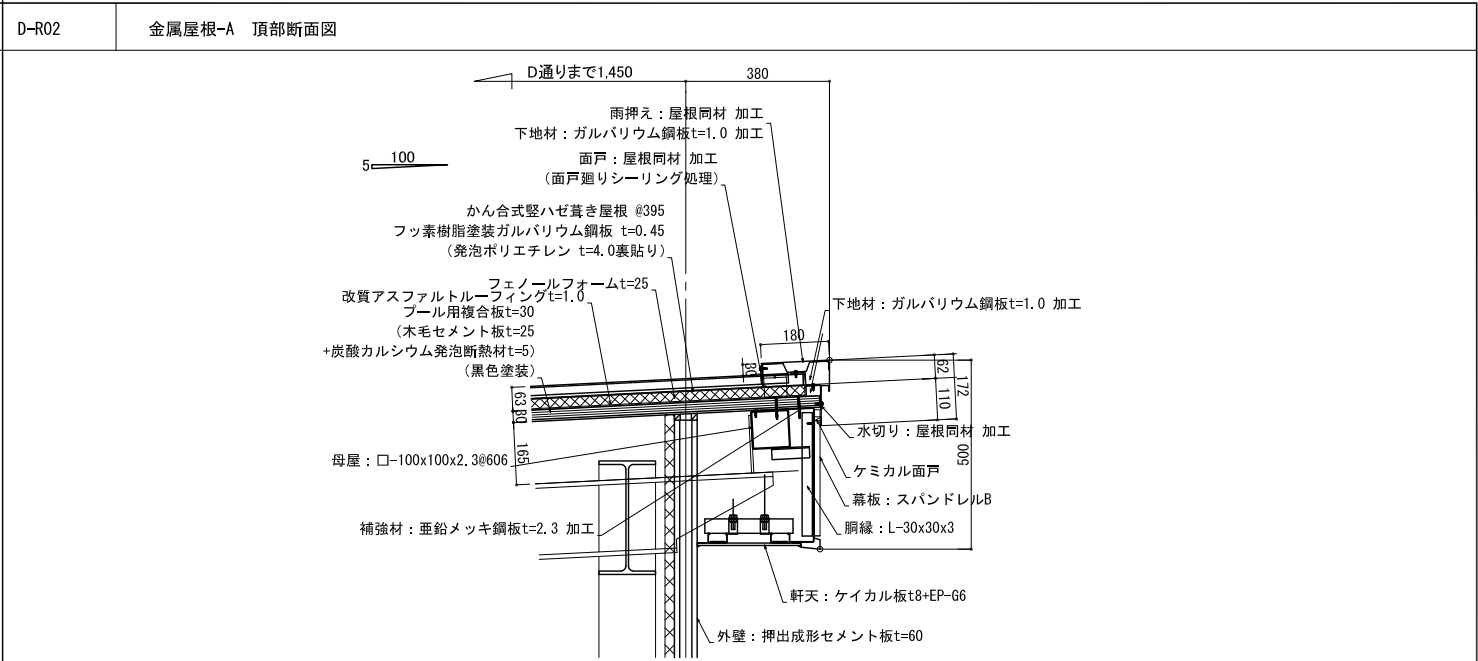 D-R02
金属屋根-A 頂部断面図
D通りまで1,450
380
雨押え：屋根同材 加工
下地材：ガルバリウム鋼板t=1.0 加工
面戸：屋根同材 加工
（面戸廻りシーリング処理）
5
100
かん合式竪ハゼ葺き屋根 @395
フッ素樹脂塗装ガルバリウム鋼板 t=0.45
（発泡ポリエチレン t=4.0裏貼り）
フェノールフォームt=25
改質アスファルトルーフィングt=1.0
プール用複合板t=30
（木毛セメント板t=25
+炭酸カルシウム発泡断熱材t=5）
（黒色塗装）
下地材：ガルバリウム鋼板t=1.0 加工
180
80
62
172
110
500
63
30
165
水切り：屋根同材 加工
母屋：口-100x100x2.3@606
ケミカル面戸
幕板：スパンドレルB
補強材：亜鉛メッキ鋼板t=2.3 加工
胴縁：L-30x30x3
軒天：ケイカル板t8+EP-G6
外壁：押出成形セメント板t=60